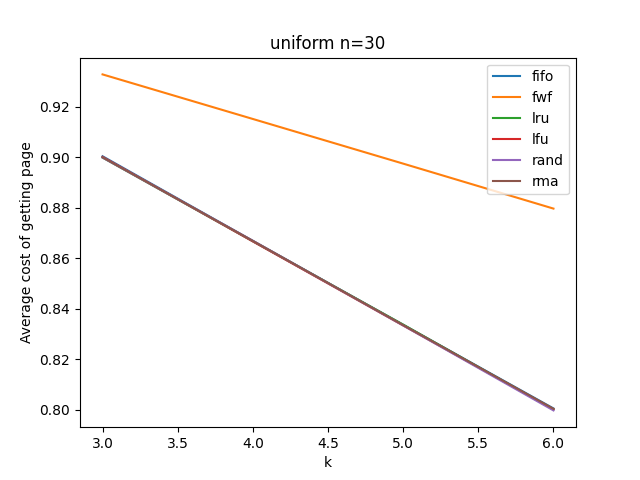 uniform n=30
Average cost of getting page
0.92
0.90
0.88
0.86
0.84
0.82
0.80
fifo
fwf
lru
lfu
rand
rma
3.0 3.5 4.0 4.5 5.0 5.5 6.0
k